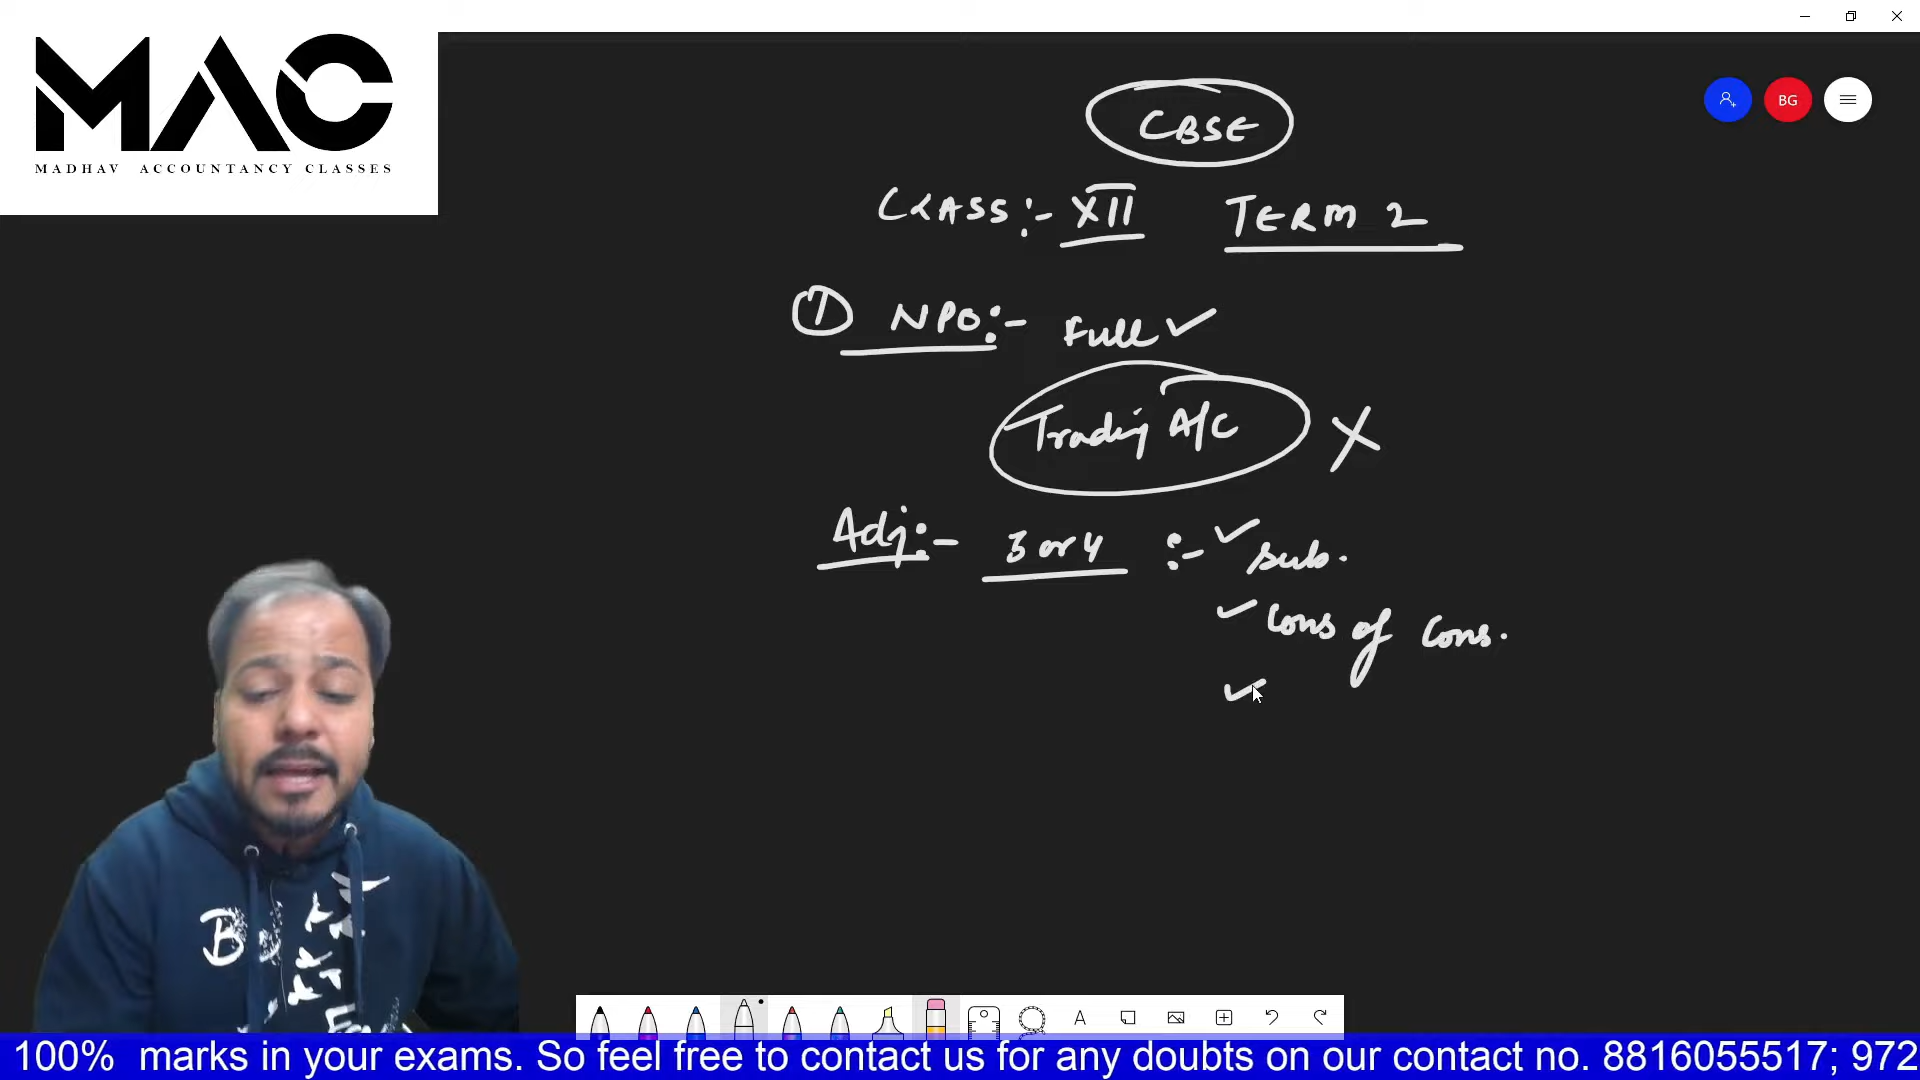 MAC
MADHAV ACCOUNTANCY CLASSES
BG
CBSE
CLASS:- XII TERM 2
① NPO:- Full ✓
Trading A/C X
Adj:- 3 or 4 :- ✓ Sub.
✓ Cons of Cons.
✓
A
100% marks in your exams. So feel free to contact us for any doubts on our contact no. 8816055517; 972